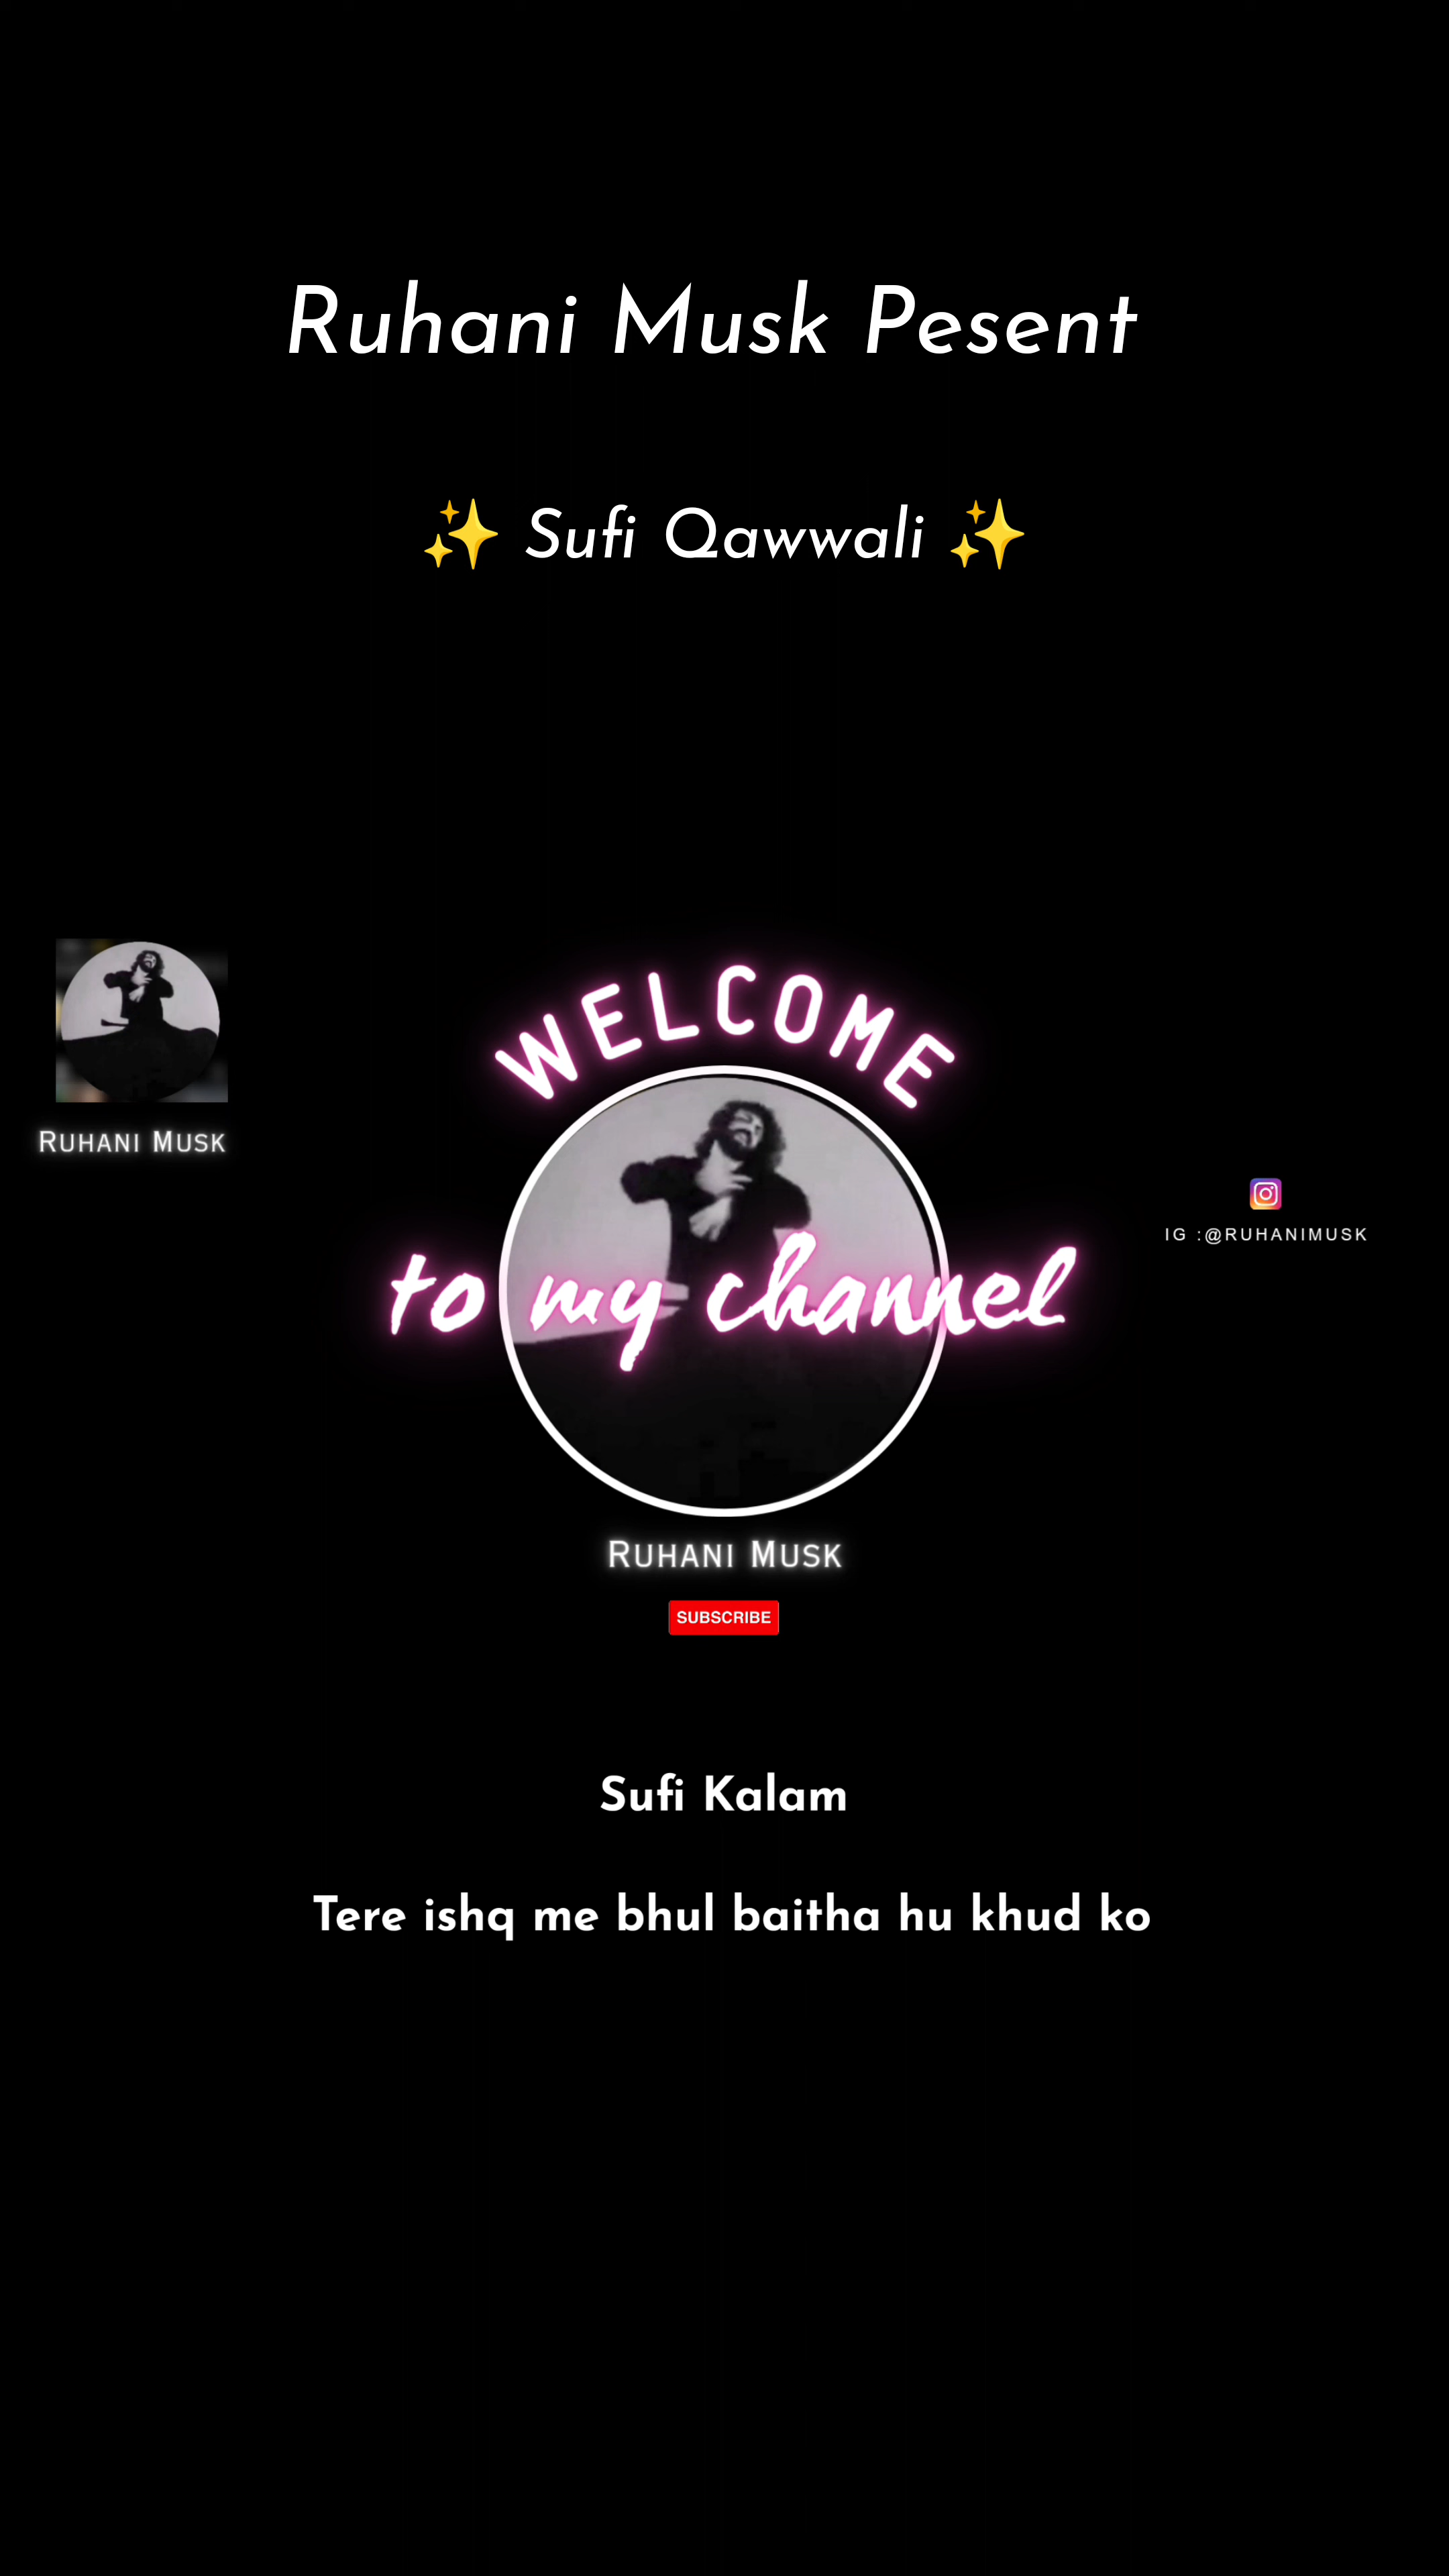 Ruhani Musk Pesent
✨ Sufi Qawwali ✨
WELCOME
to my channel
RUHANI MUSK
IG :@RUHANIMUSK
RUHANI MUSK
SUBSCRIBE
Sufi Kalam
Tere ishq me bhul baitha hu khud ko